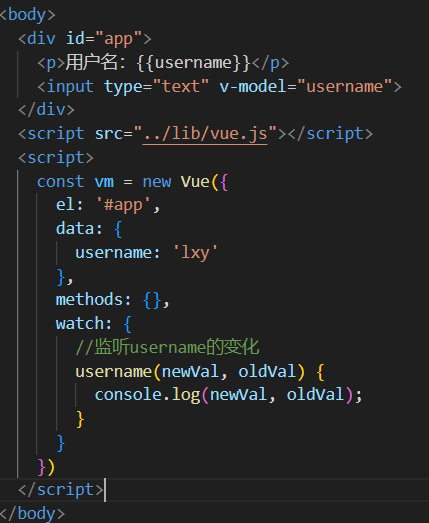 <body>
<div id="app">
<p>用户名：{{username}}</p>
<input type="text" v-model="username">
</div>
<script src="../lib/vue.js"></script>
<script>
const vm = new Vue({
el: '#app',
data: {
username: 'lxy'
},
methods: {},
watch: {
//监听username的变化
username(newVal, oldVal) {
console.log(newVal, oldVal);
}
}
})
</script>
</body>